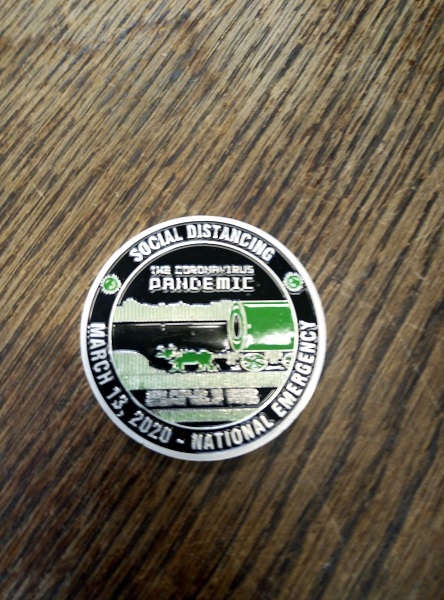 SOCIAL DISTANCING
THE CORONAVIRUS
PANDEMIC
MARCH 13, 2020 - NATIONAL EMERGENCY